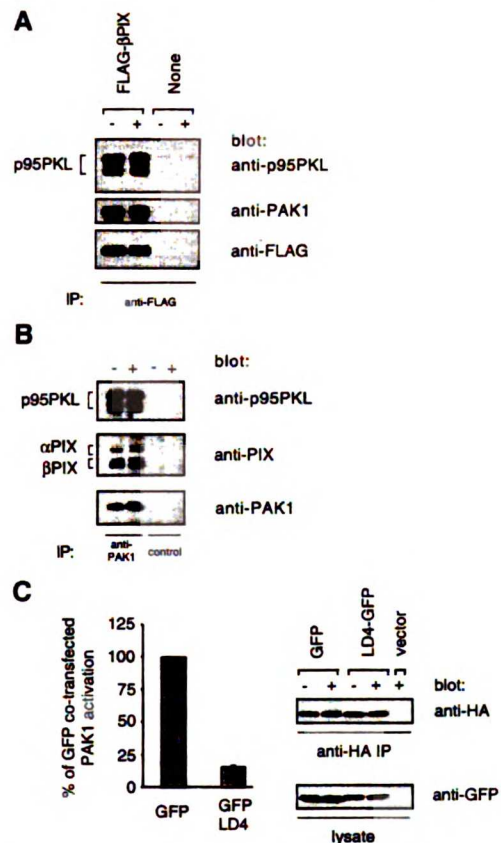 A
FLAG-βPIX
None
- + - +
blot:
p95PKL
anti-p95PKL
anti-PAK1
anti-FLAG
IP:
anti-FLAG
B
- + - +
blot:
p95PKL
anti-p95PKL
αPIX
βPIX
anti-PIX
anti-PAK1
IP:
anti-
PAK1
control
C
% of GFP co-transfected
PAK1 activation
125
100
75
50
25
0
GFP
GFP
LD4
GFP
LD4-GFP
vector
- + - + +
blot:
anti-HA
anti-HA IP
anti-GFP
lysate